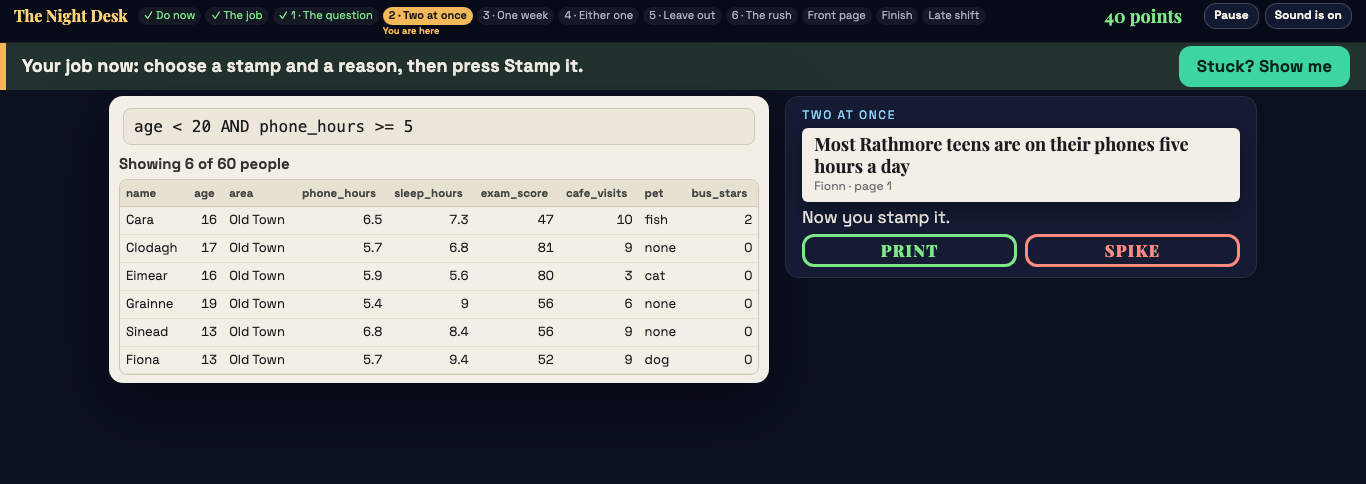 The Night Desk
✓ Do now
✓ The job
✓ 1 · The question
2 · Two at once
3 · One week
4 · Either one
5 · Leave out
6 · The rush
Front page
Finish
Late shift
You are here
40 points
Pause
Sound is on
Your job now: choose a stamp and a reason, then press Stamp it.
Stuck? Show me
age < 20 AND phone_hours >= 5
Showing 6 of 60 people
name age area phone_hours sleep_hours exam_score cafe_visits pet bus_stars
Cara 16 Old Town 6.5 7.3 47 10 fish 2
Clodagh 17 Old Town 5.7 6.8 81 9 none 0
Eimear 16 Old Town 5.9 5.6 80 3 cat 0
Grainne 19 Old Town 5.4 9 56 6 none 0
Sinead 13 Old Town 6.8 8.4 56 9 none 0
Fiona 13 Old Town 5.7 9.4 52 9 dog 0
TWO AT ONCE
Most Rathmore teens are on their phones five
hours a day
Fionn · page 1
Now you stamp it.
PRINT
SPIKE